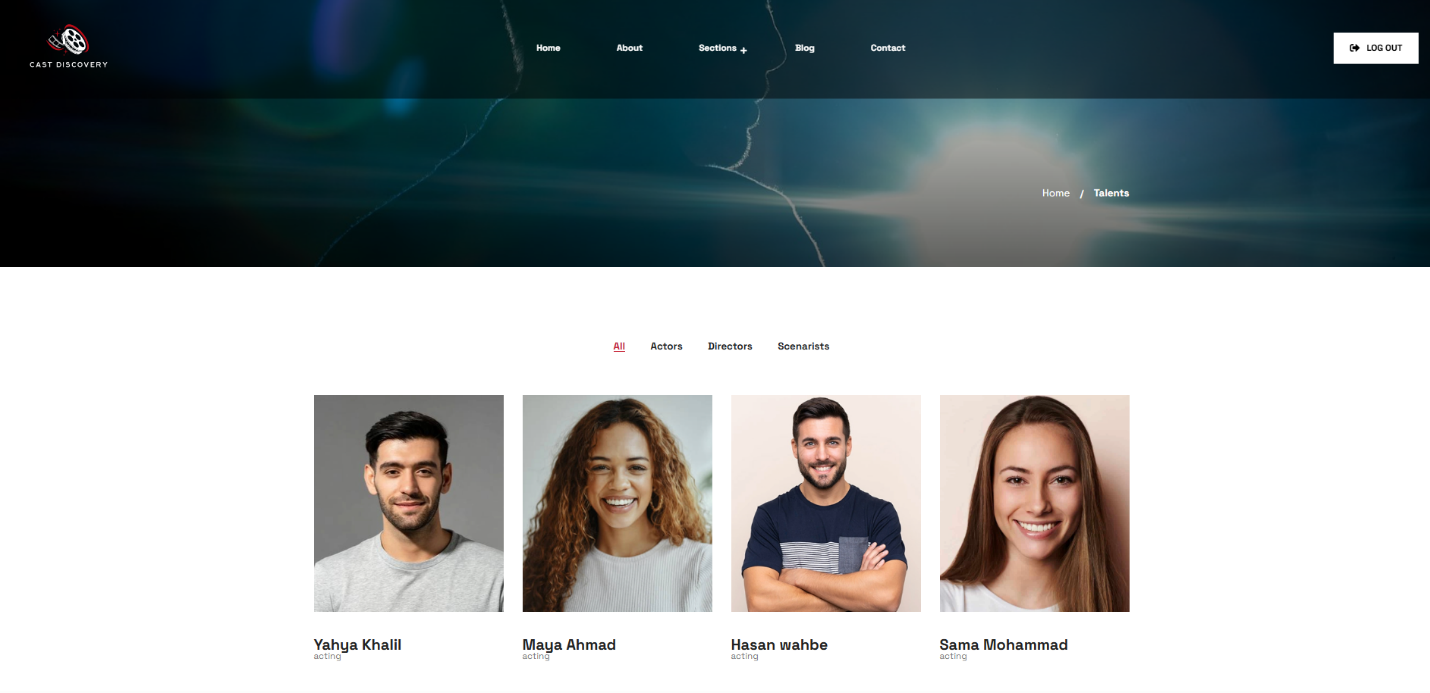 CAST DISCOVERY
Home About Sections + Blog Contact
LOG OUT
Home / Talents
All Actors Directors Scenarists
Yahya Khalil Maya Ahmad Hasan wahbe Sama Mohammad
acting acting acting acting